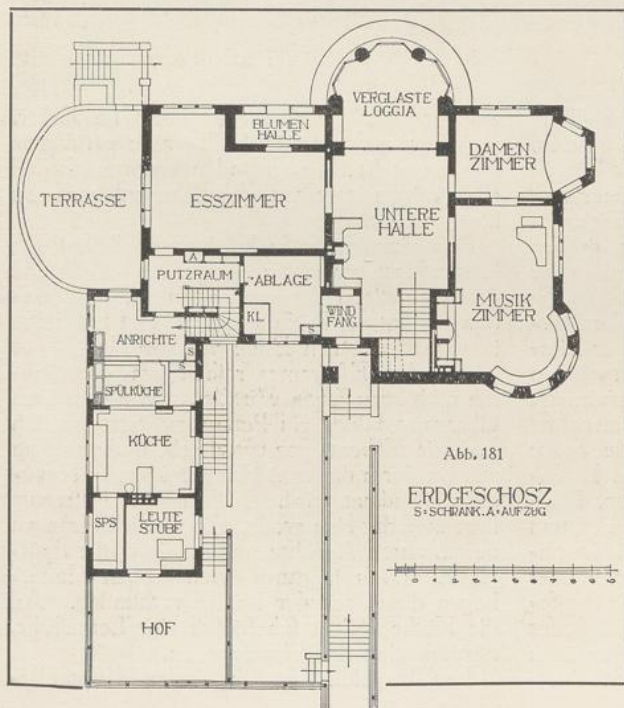 VERGLASTE
LOGGIA
BLUMEN
HALLE
DAMEN
ZIMMER
TERRASSE
ESSZIMMER
UNTERE
HALLE
A
PUTZRAUM
ABLAGE
MUSIK
ZIMMER
KL.
S
WIND
FANG
ANRICHTE
S
S
SPÜLKÜCHE
KÜCHE
SPS
LEUTE
STUBE
HOF
Abb. 181
ERDGESCHOSZ
S=SCHRANK. A=AUFZUG